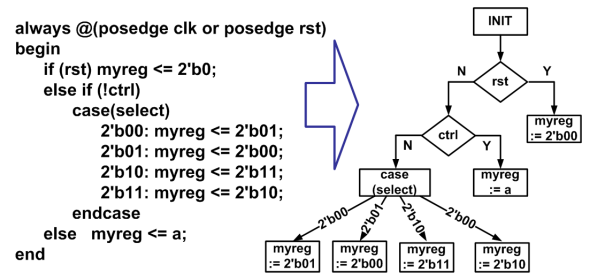 always @(posedge clk or posedge rst)
begin
if (rst) myreg <= 2'b0;
else if (!ctrl)
case(select)
2'b00: myreg <= 2'b01;
2'b01: myreg <= 2'b00;
2'b10: myreg <= 2'b11;
2'b11: myreg <= 2'b10;
endcase
else myreg <= a;
end
INIT
N
rst
Y
myreg
:= 2'b00
N
ctrl
Y
case
(select)
myreg
:= a
2'b00
2'b01
2'b10
2'b00
myreg
:= 2'b01
myreg
:= 2'b00
myreg
:= 2'b11
myreg
:= 2'b10